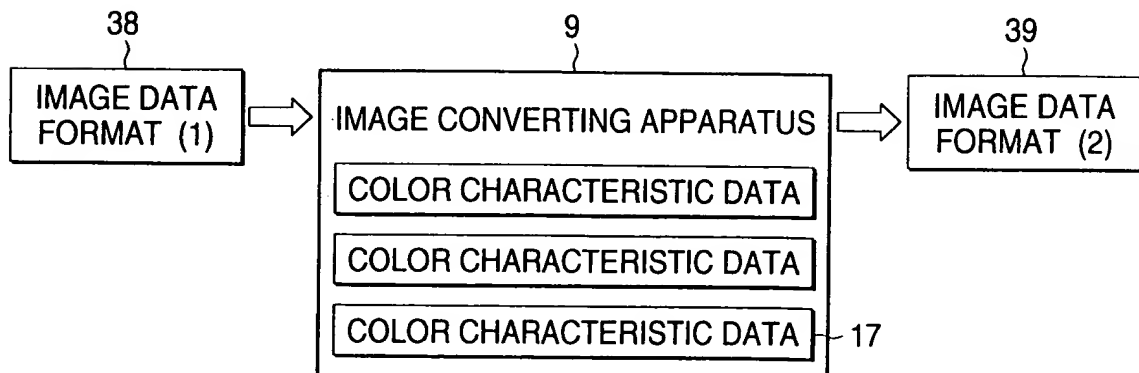 38
IMAGE DATA
FORMAT (1)
9
IMAGE CONVERTING APPARATUS
COLOR CHARACTERISTIC DATA
COLOR CHARACTERISTIC DATA
COLOR CHARACTERISTIC DATA
17
39
IMAGE DATA
FORMAT (2)